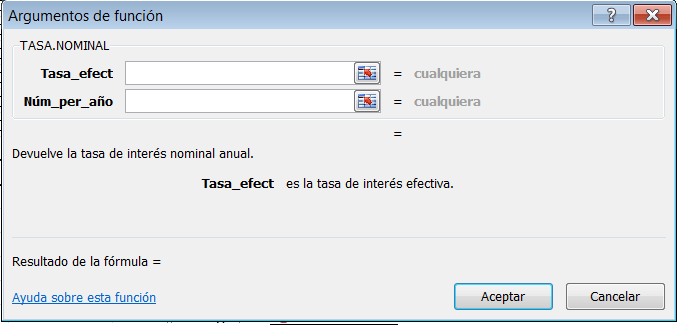 Argumentos de función
TASA.NOMINAL
Tasa_efect = cualquiera
Núm_per_año = cualquiera
=
Devuelve la tasa de interés nominal anual.
Tasa_efect es la tasa de interés efectiva.
Resultado de la fórmula =
Ayuda sobre esta función Aceptar Cancelar